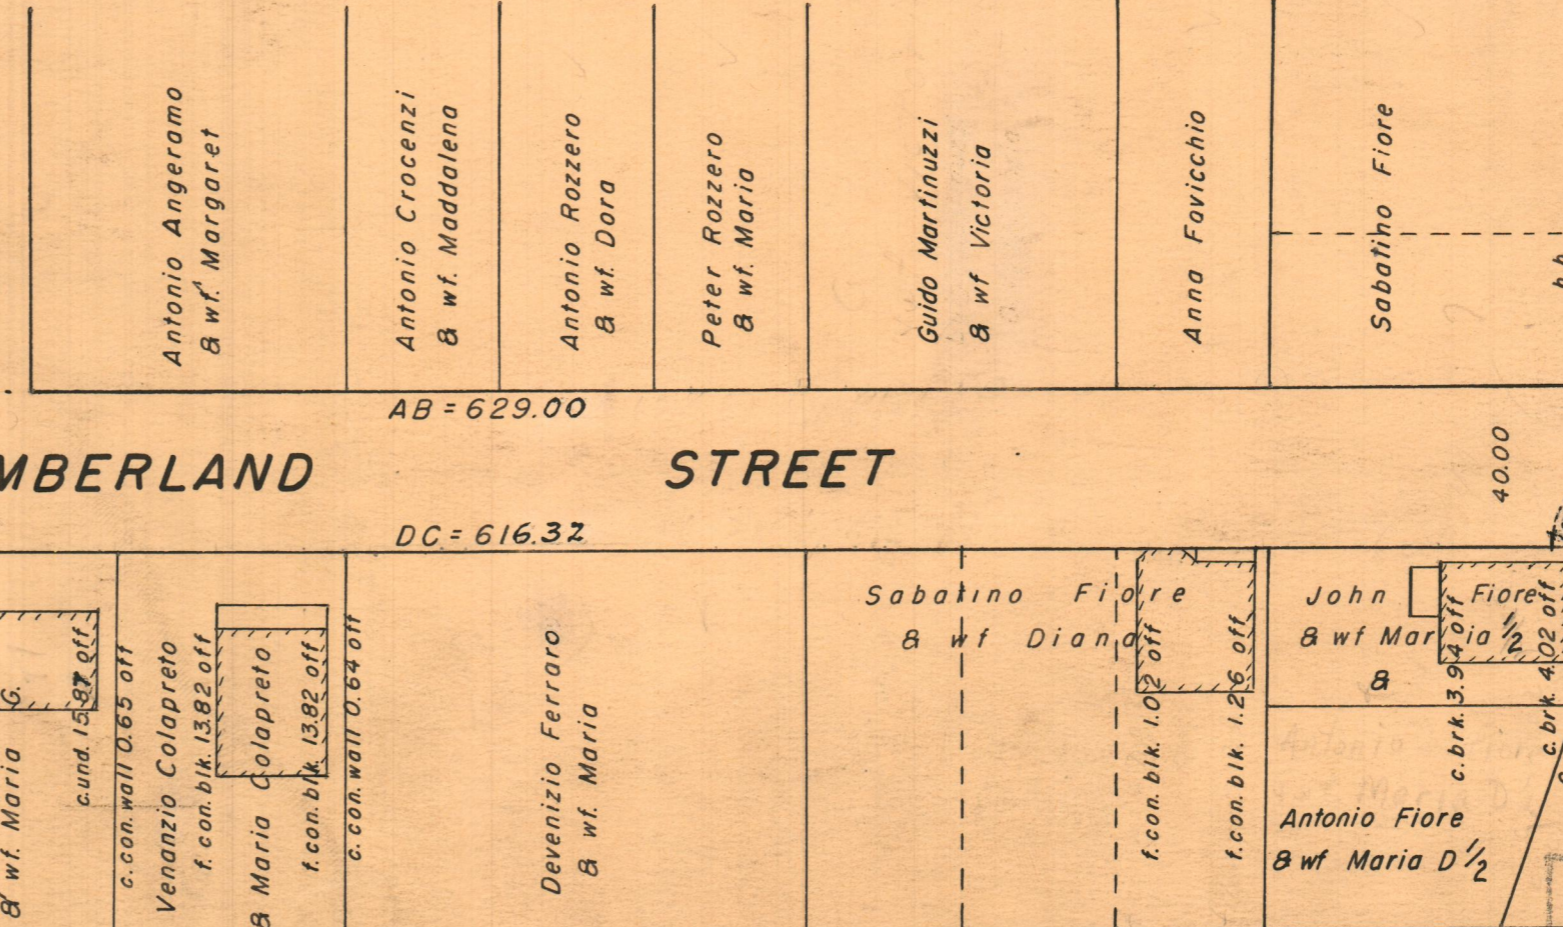 Antonio Angeramo
& wf. Margaret
Antonio Crocenzi
& wf. Maddalena
Antonio Rozzero
& wf. Dora
Peter Rozzero
& wf. Maria
Guido Martinuzzi
& wf Victoria
Anna Favicchio
Sabatino Fiore
AB = 629.00
MBERLAND STREET
40.00
DC = 616.32
G.
& wf. Maria
c.und. 15.87 off
c.con.wall 0.65 off
Venanzio Colapreto
f. con. blk. 13.82 off
& Maria Colapreto
f.con.blk. 13.82 off
c.con.wall 0.64 off
Devenizio Ferraro
& wf. Maria
Sabatino Fiore
& wf Diana
f.con.blk. 1.02 off
f.con.blk. 1.26 off
John Fiore
& wf Maria 1/2
&
c.brk. 3.94 off
c.brk. 4.02 off
Antonio Fiore
& wf Maria D 1/2